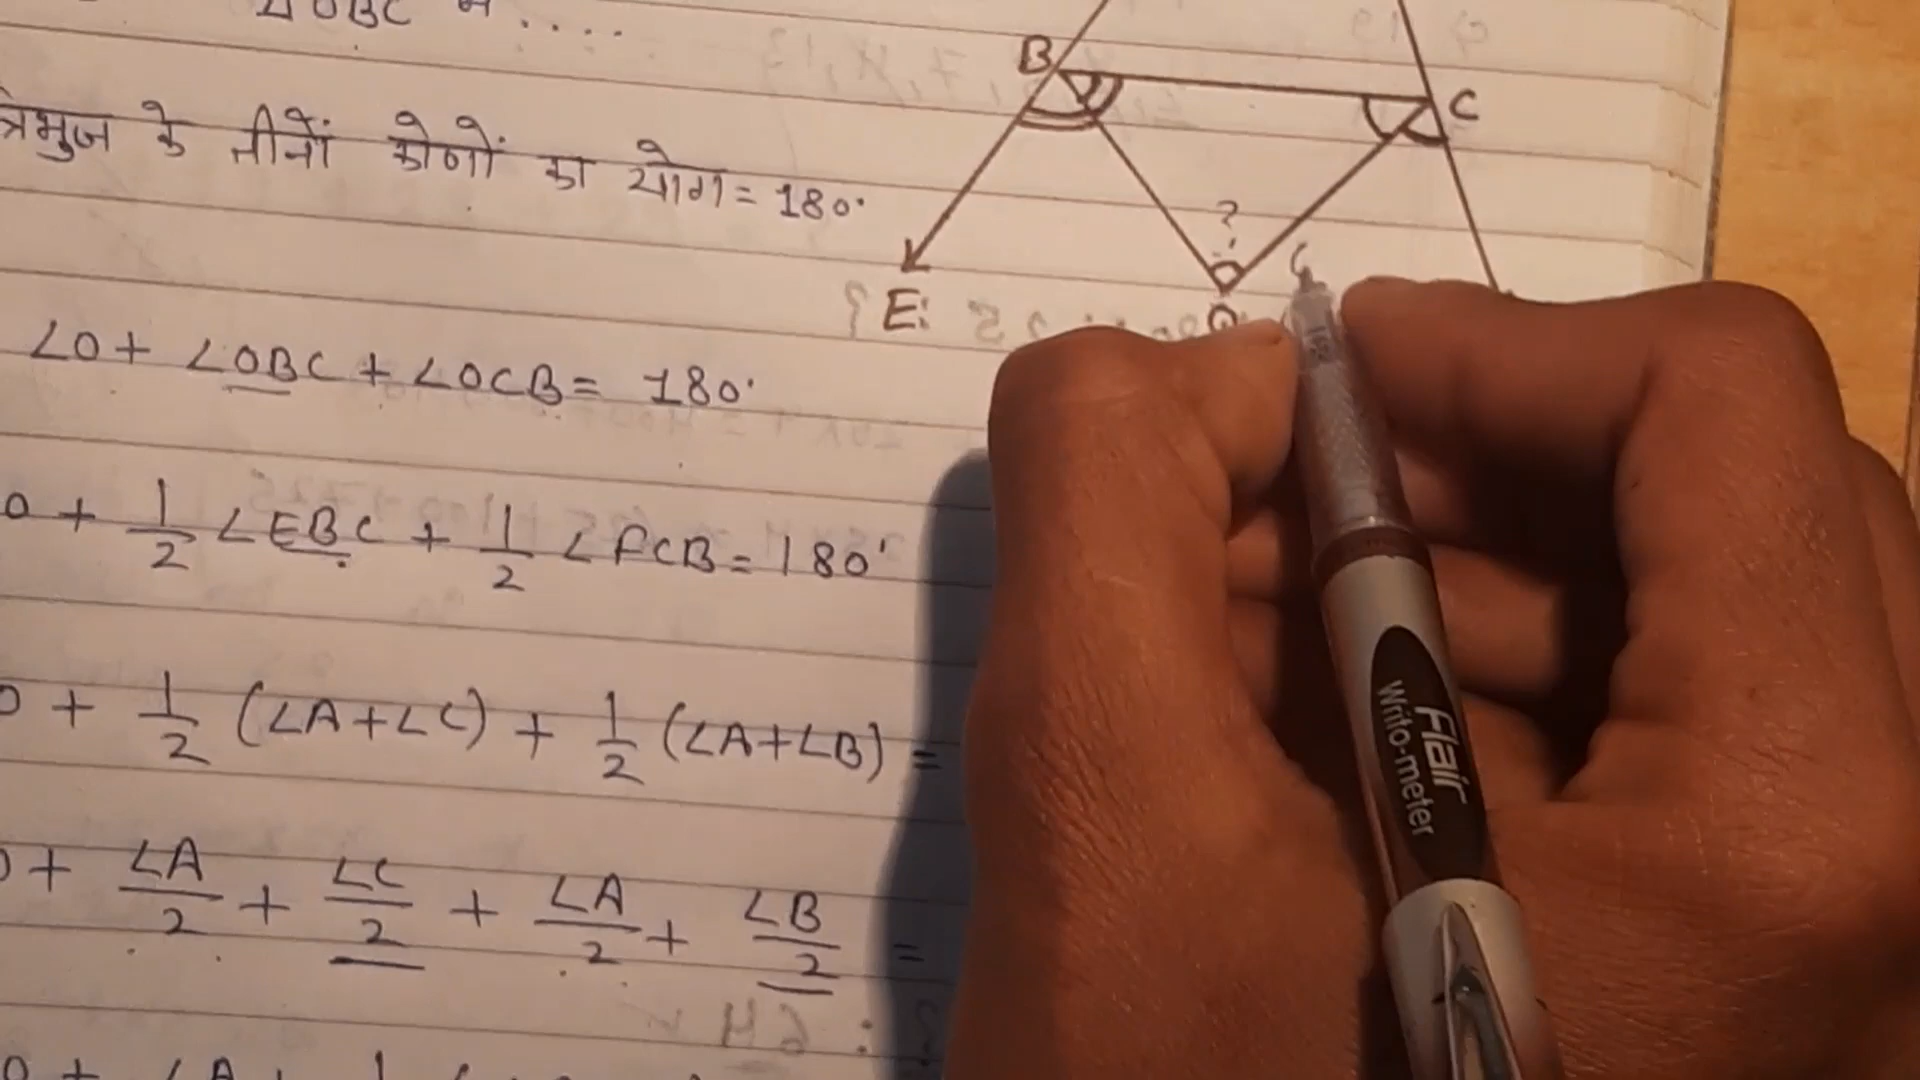 △OBC में ....
त्रिभुज के तीनों कोणों का योग = 180°
∠O + ∠OBC + ∠OCB = 180°
O + 1/2 ∠EBC + 1/2 ∠FCB = 180°
O + 1/2 (∠A+∠C) + 1/2 (∠A+∠B) =
O + ∠A/2 + ∠C/2 + ∠A/2 + ∠B/2 =
B
C
?
E
O
Flair
Writo-meter